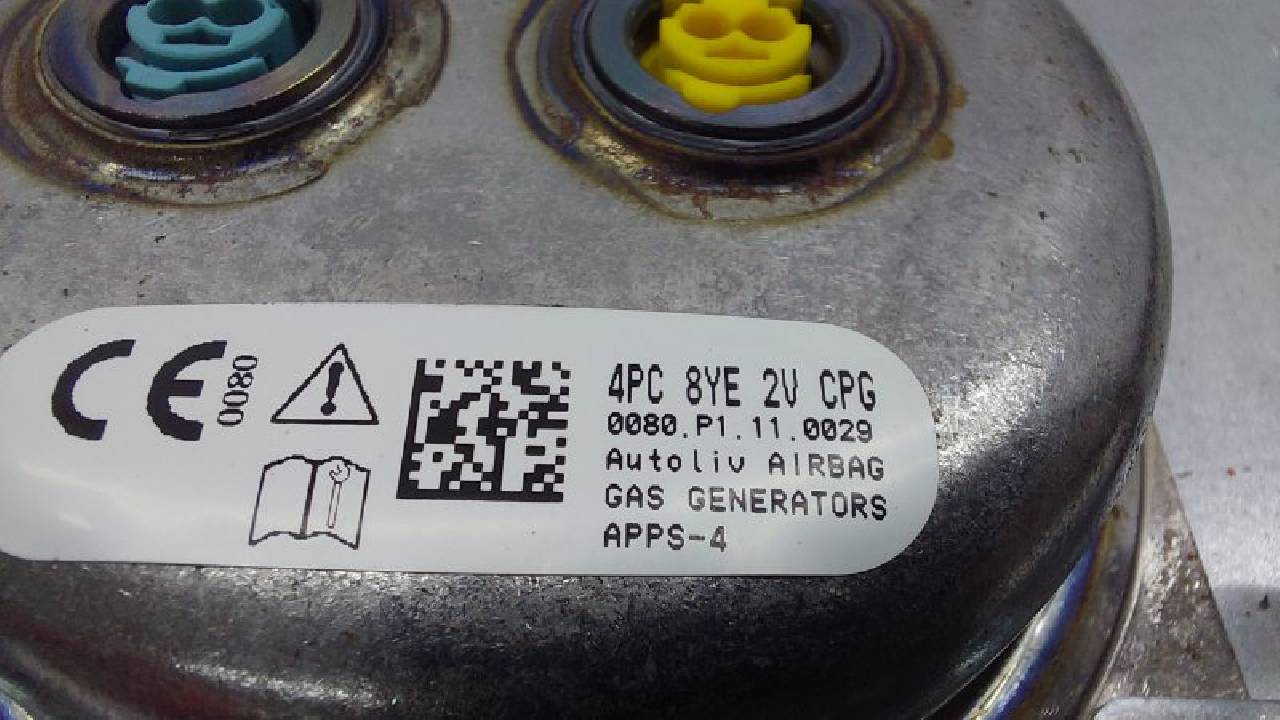 CE 0080
4PC 8YE 2V CPG
0080.P1.11.0029
Autoliv AIRBAG
GAS GENERATORS
APPS-4